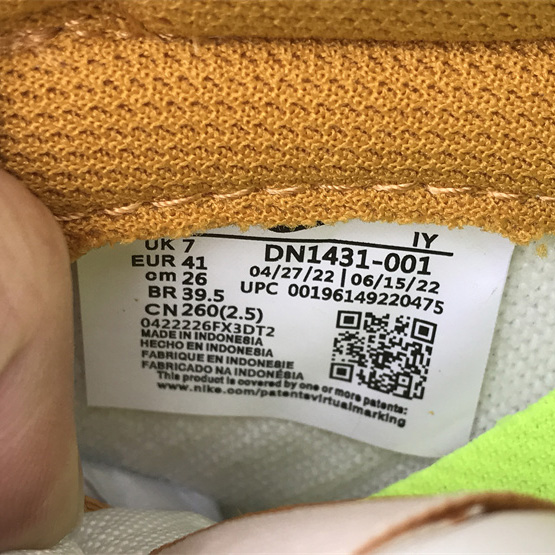 IY
UK 7
EUR 41
cm 26
BR 39.5
CN 260(2.5)
DN1431-001
04/27/22 | 06/15/22
UPC 00196149220475
0422226FX3DT2
MADE IN INDONESIA
HECHO EN INDONESIA
FABRIQUE EN INDONESIE
FABRICADO NA INDONÉSIA
This product is covered by one or more patents:
www.nike.com/patentsvirtualmarking